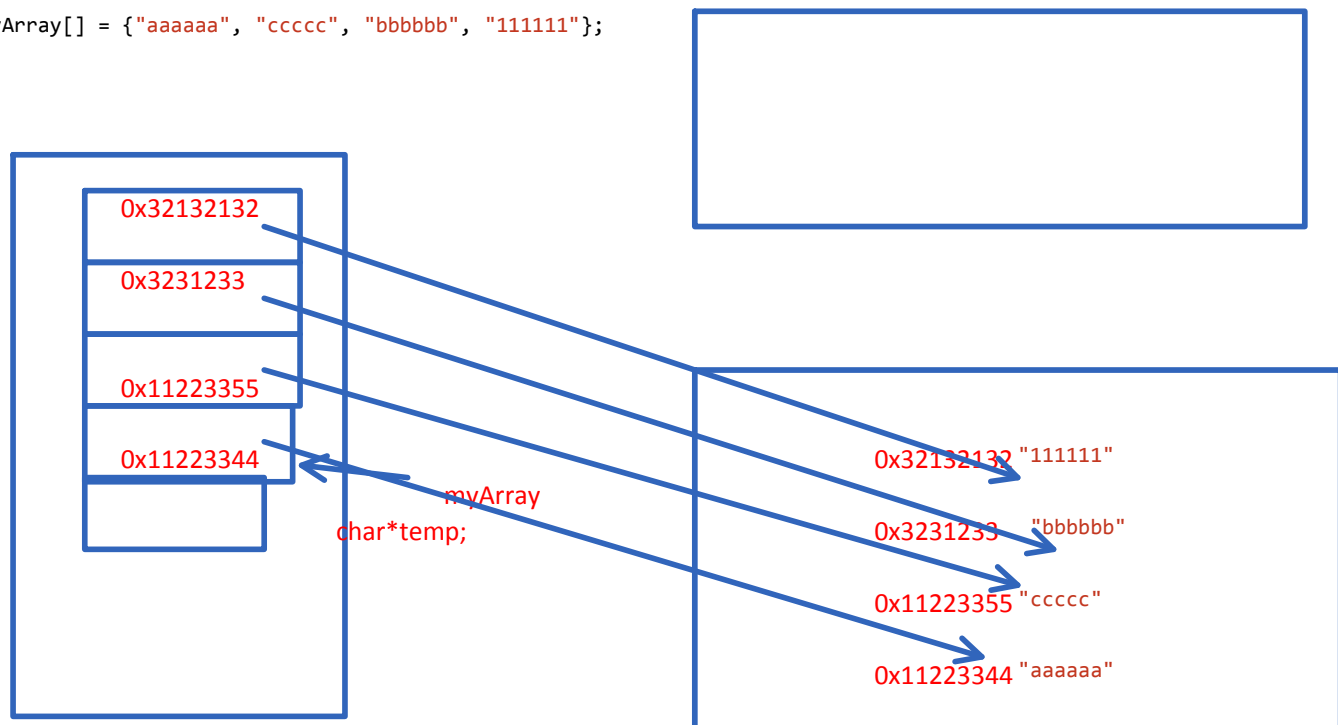 Array[] = {"aaaaaa", "ccccc", "bbbbbb", "111111"};
0x32132132
0x3231233
0x11223355
0x11223344
myArray
char*temp;
0x32132132 "111111"
0x3231233 "bbbbbb"
0x11223355 "ccccc"
0x11223344 "aaaaaa"